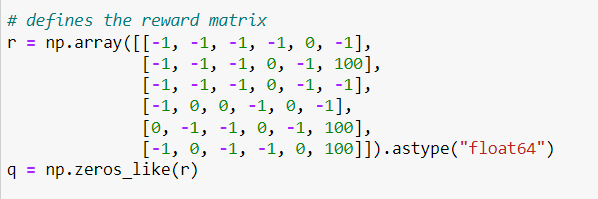 # defines the reward matrix
r = np.array([[-1, -1, -1, -1, 0, -1],
[-1, -1, -1, 0, -1, 100],
[-1, -1, -1, 0, -1, -1],
[-1, 0, 0, -1, 0, -1],
[0, -1, -1, 0, -1, 100],
[-1, 0, -1, -1, 0, 100]]).astype("float64")
q = np.zeros_like(r)